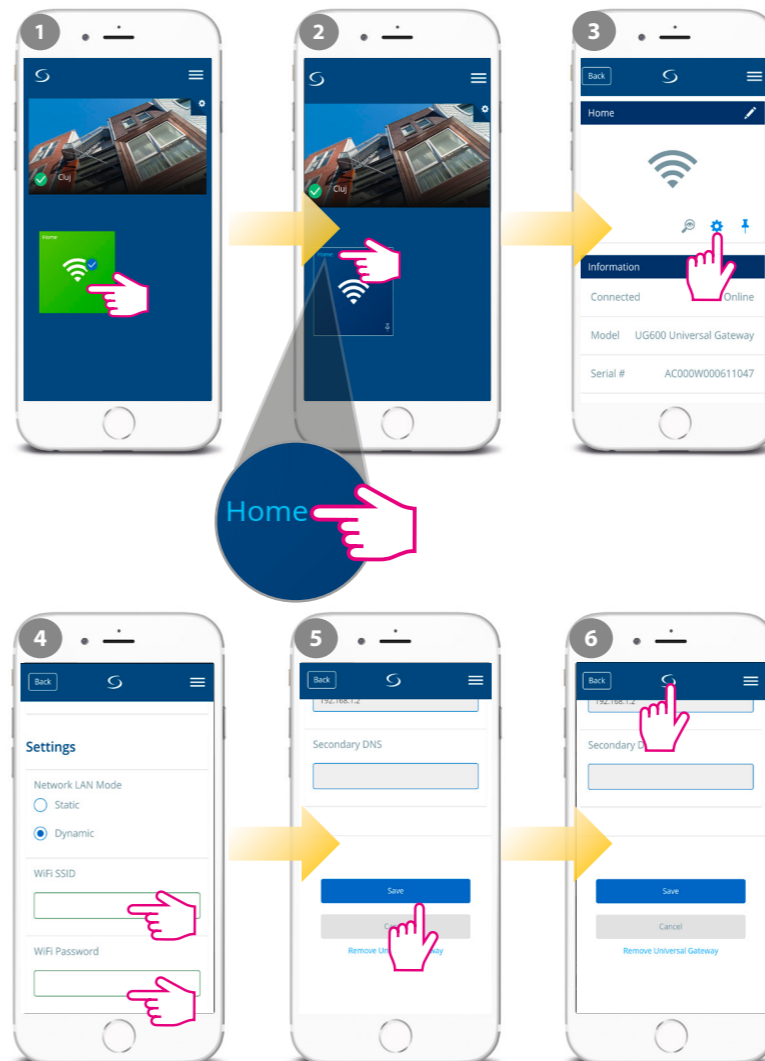 1
Cluj
Home
2
Cluj
Home
Home
3
Back
Home
Information
Connected Online
Model UG600 Universal Gateway
Serial # AC000W000611047
4
Back
Settings
Network LAN Mode
Static
Dynamic
WiFi SSID
WiFi Password
5
Back
192.168.1.2
Secondary DNS
Save
Remove
6
Back
192.168.1.2
Secondary
Save
Cancel
Remove Universal Gateway